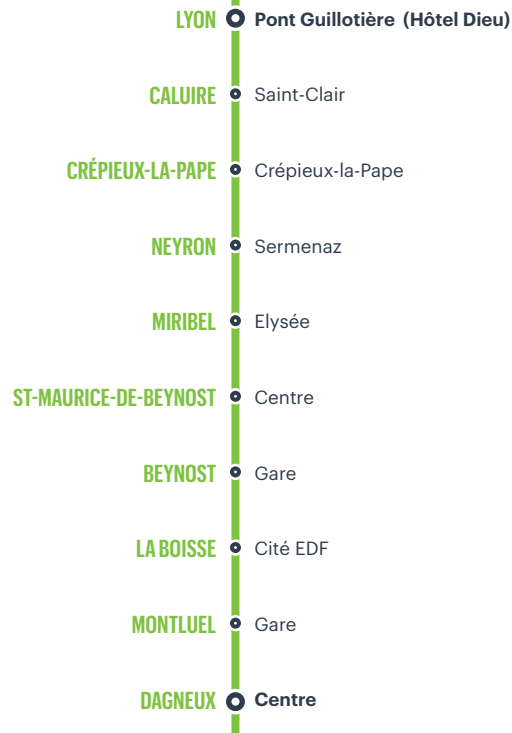 LYON Pont Guillotière (Hôtel Dieu)
CALUIRE Saint-Clair
CRÉPIEUX-LA-PAPE Crépieux-la-Pape
NEYRON Sermenaz
MIRIBEL Elysée
ST-MAURICE-DE-BEYNOST Centre
BEYNOST Gare
LA BOISSE Cité EDF
MONTLUEL Gare
DAGNEUX Centre